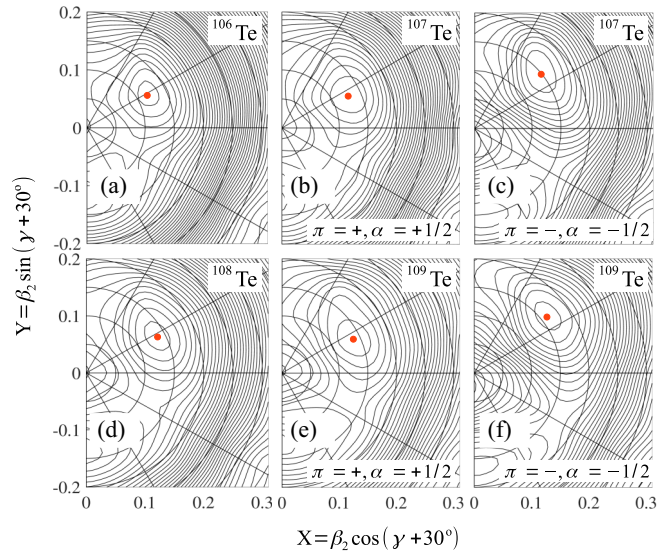 0.2
0.1
0
-0.1
-0.2
¹⁰⁶Te
(a)
¹⁰⁷Te
(b)
π = +, α = +1/2
¹⁰⁷Te
(c)
π = −, α = −1/2
Y = β₂ sin(γ + 30°)
0.2
0.1
0
-0.1
-0.2
¹⁰⁸Te
(d)
¹⁰⁹Te
(e)
π = +, α = +1/2
¹⁰⁹Te
(f)
π = −, α = −1/2
0 0.1 0.2 0.3 0 0.1 0.2 0.3 0 0.1 0.2 0.3
X = β₂ cos(γ + 30°)